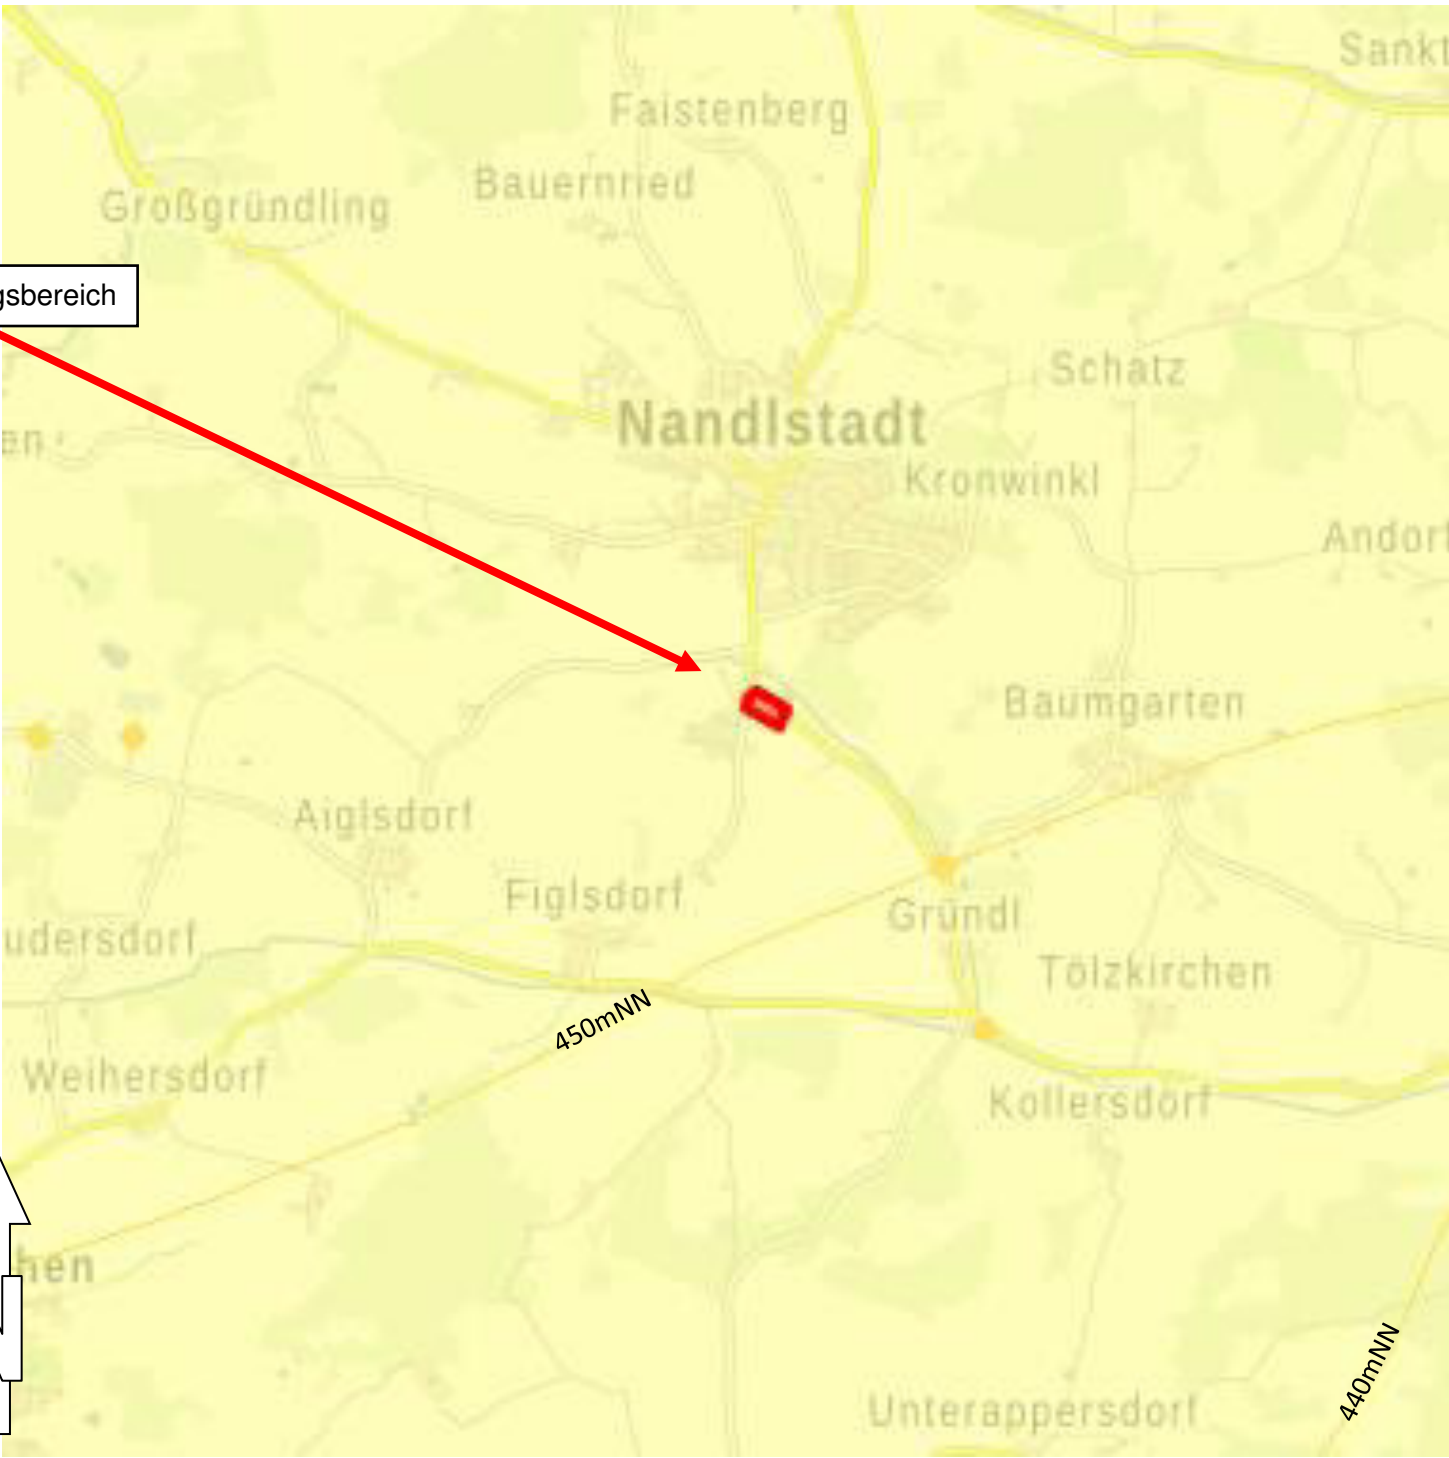 Sankt
Faistenberg
Bauernried
Großgründling
gsbereich
Schatz
Nandlstadt
en
Kronwinkl
Andorf
Baumgarten
Aiglsdorf
Figlsdorf
Gründl
udersdorf
Tölzkirchen
450mNN
Weihersdorf
Kollersdorf
hen
440mNN
Unterappersdorf